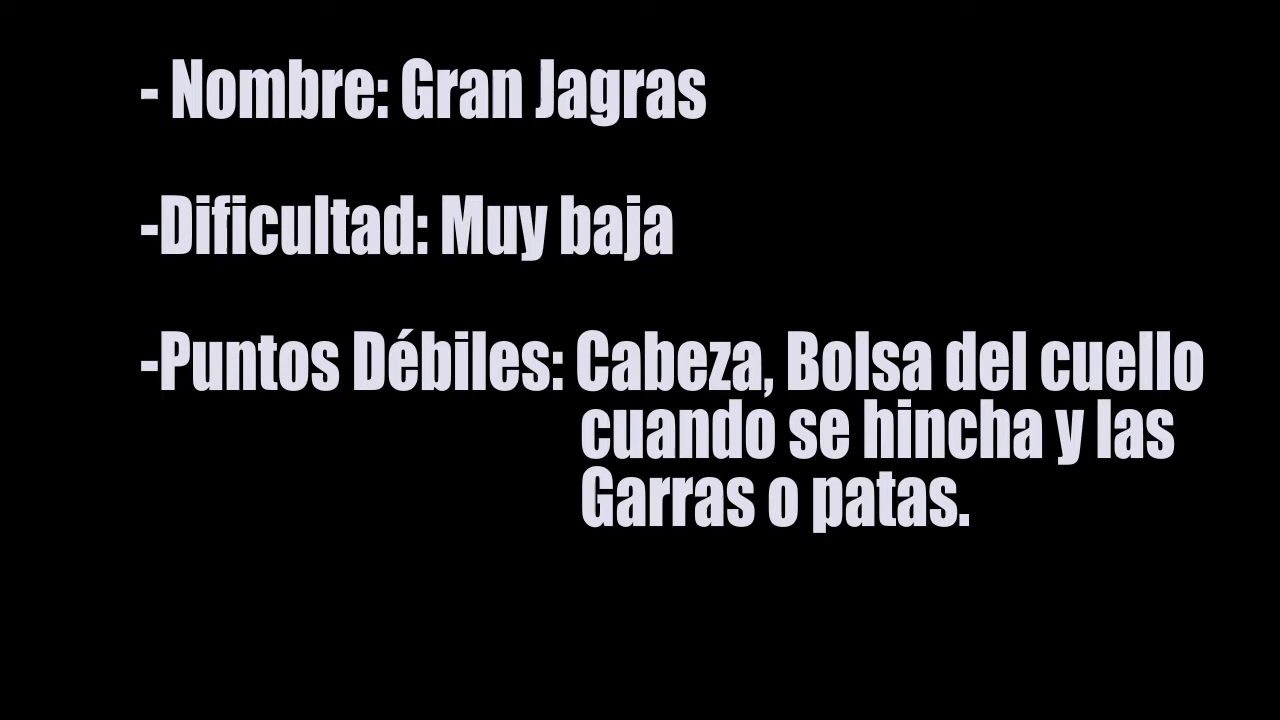 - Nombre: Gran Jagras
-Dificultad: Muy baja
-Puntos Débiles: Cabeza, Bolsa del cuello
cuando se hincha y las
Garras o patas.